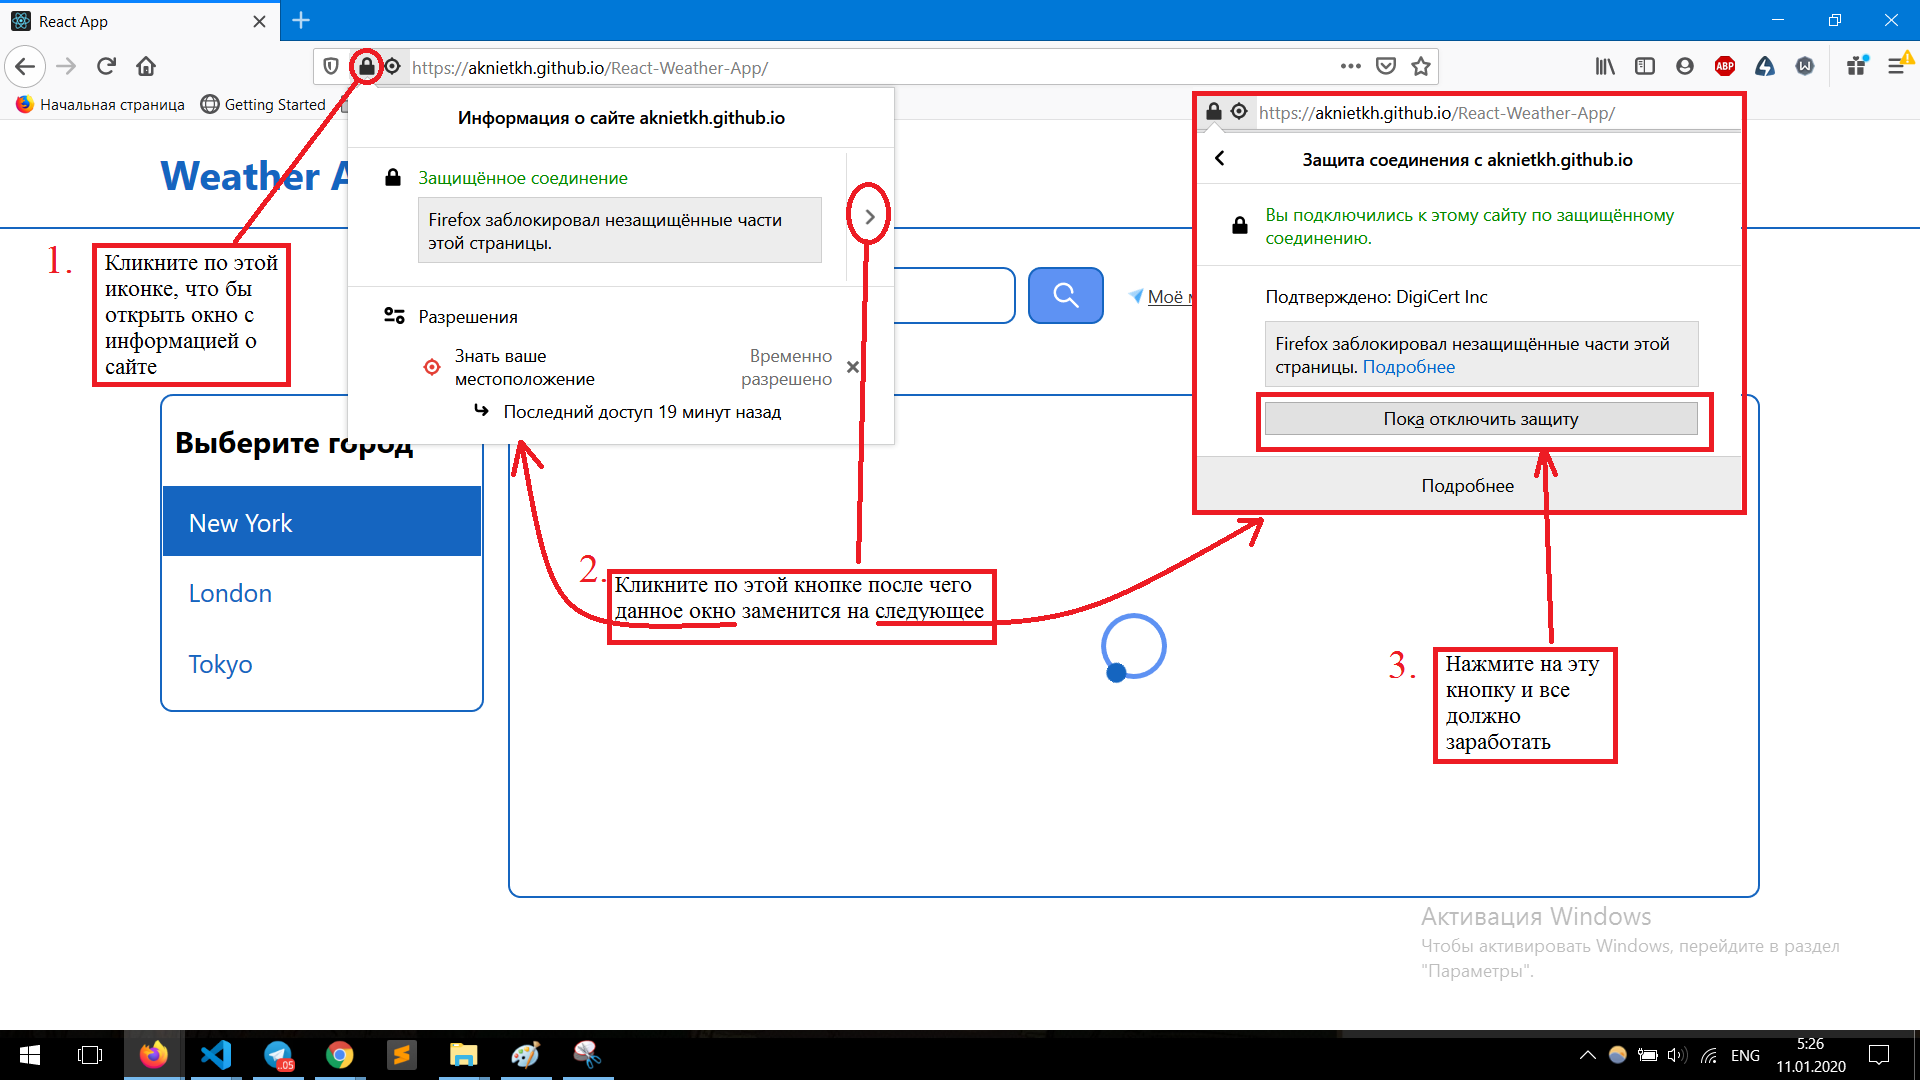 React App
https://aknietkh.github.io/React-Weather-App/
ABP
Начальная страница
Getting Started
Информация о сайте aknietkh.github.io
Защищённое соединение
Firefox заблокировал незащищённые части
этой страницы.
Разрешения
Знать ваше
местоположение
Временно
разрешено
Последний доступ 19 минут назад
https://aknietkh.github.io/React-Weather-App/
Защита соединения с aknietkh.github.io
Вы подключились к этому сайту по защищённому
соединению.
Подтверждено: DigiCert Inc
Firefox заблокировал незащищённые части этой
страницы. Подробнее
Пока отключить защиту
Подробнее
Weather A
1.
Кликните по этой
иконке, что бы
открыть окно с
информацией о
сайте
Моё м
Выберите город
New York
London
Tokyo
2.
Кликните по этой кнопке после чего
данное окно заменится на следующее
3.
Нажмите на эту
кнопку и все
должно
заработать
Активация Windows
Чтобы активировать Windows, перейдите в раздел
"Параметры".
..05
ENG
5:26
11.01.2020